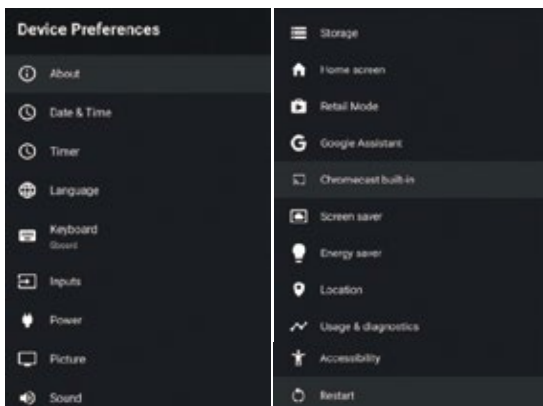 Device Preferences
About
Date & Time
Timer
Language
Keyboard
Gboard
Inputs
Power
Picture
Sound
Storage
Home screen
Retail Mode
Google Assistant
Chromecast built-in
Screen saver
Energy saver
Location
Usage & diagnostics
Accessibility
Restart